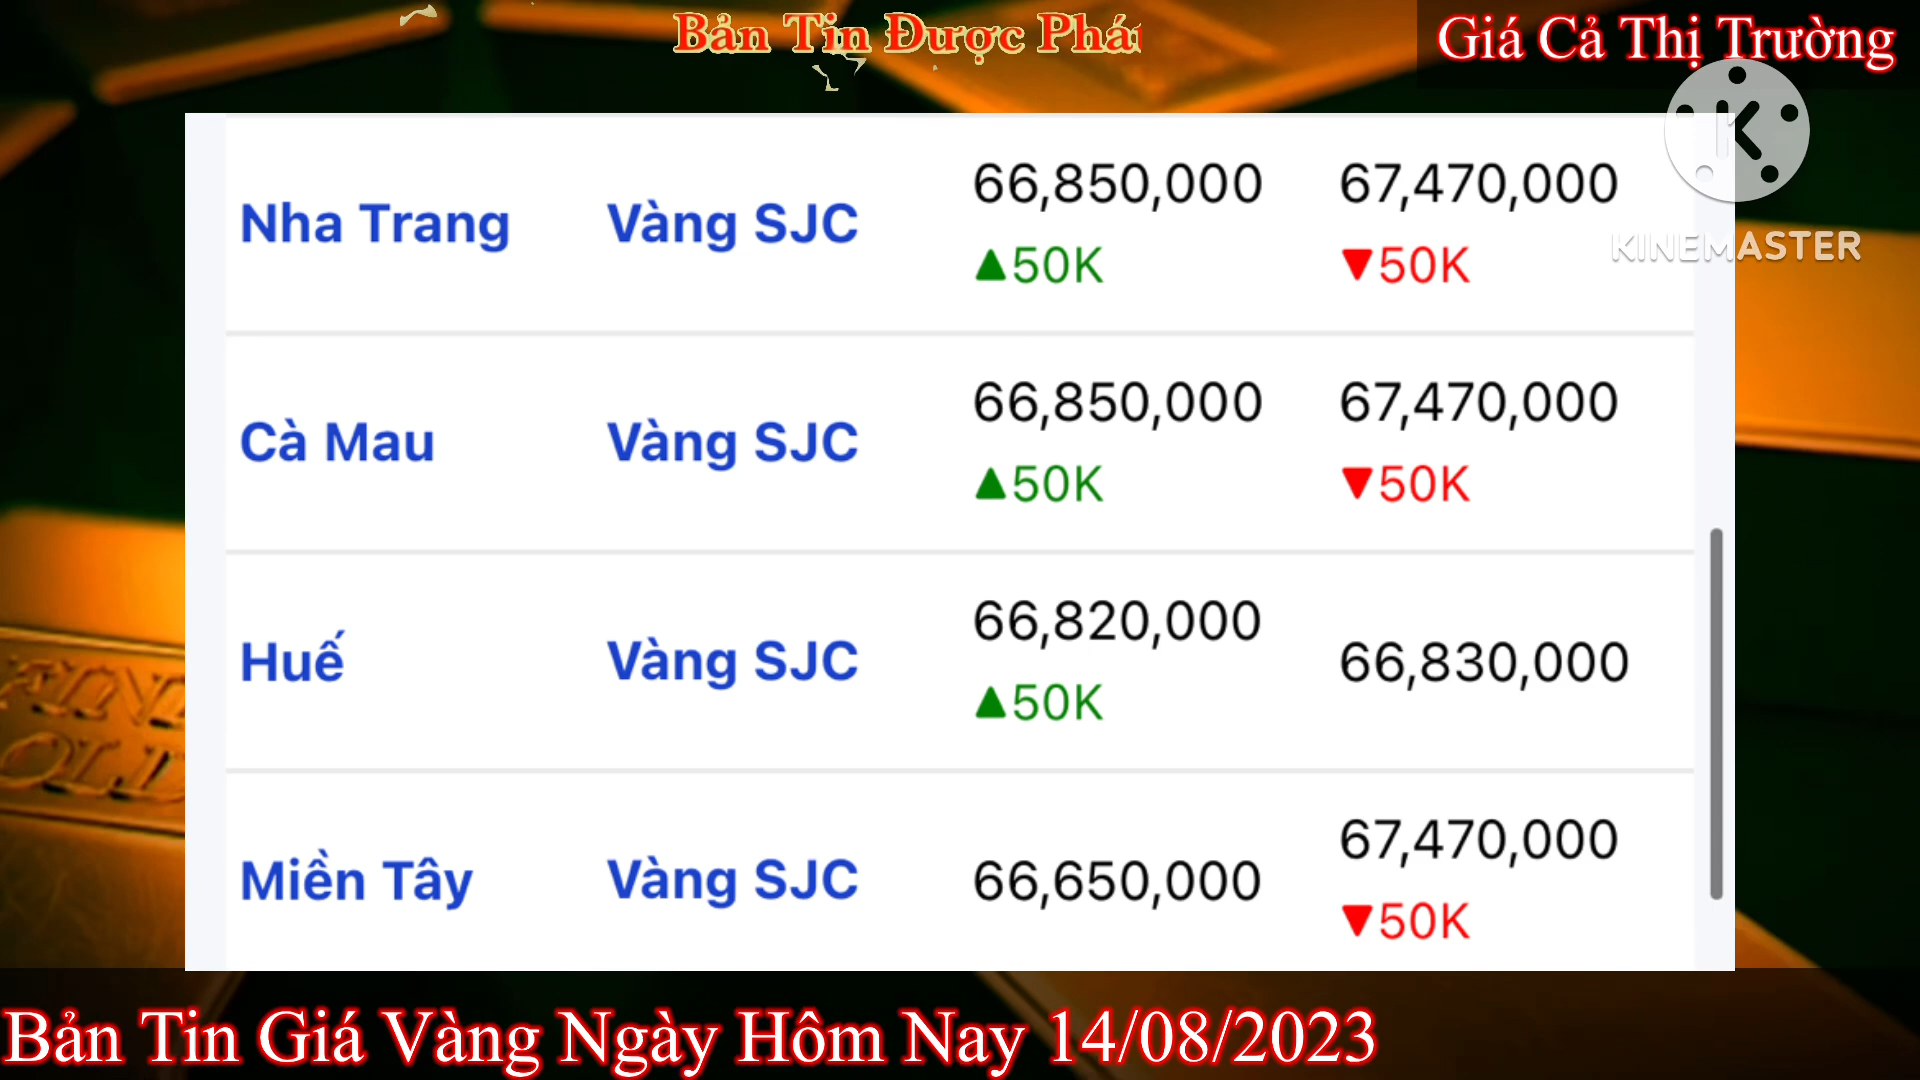 Bản Tin Được Phá
Giá Cả Thị Trường
K
KINEMASTER
Nha Trang Vàng SJC 66,850,000 67,470,000
▲50K ▼50K
Cà Mau Vàng SJC 66,850,000 67,470,000
▲50K ▼50K
Huế Vàng SJC 66,820,000 66,830,000
▲50K
Miền Tây Vàng SJC 66,650,000 67,470,000
▼50K
Bản Tin Giá Vàng Ngày Hôm Nay 14/08/2023